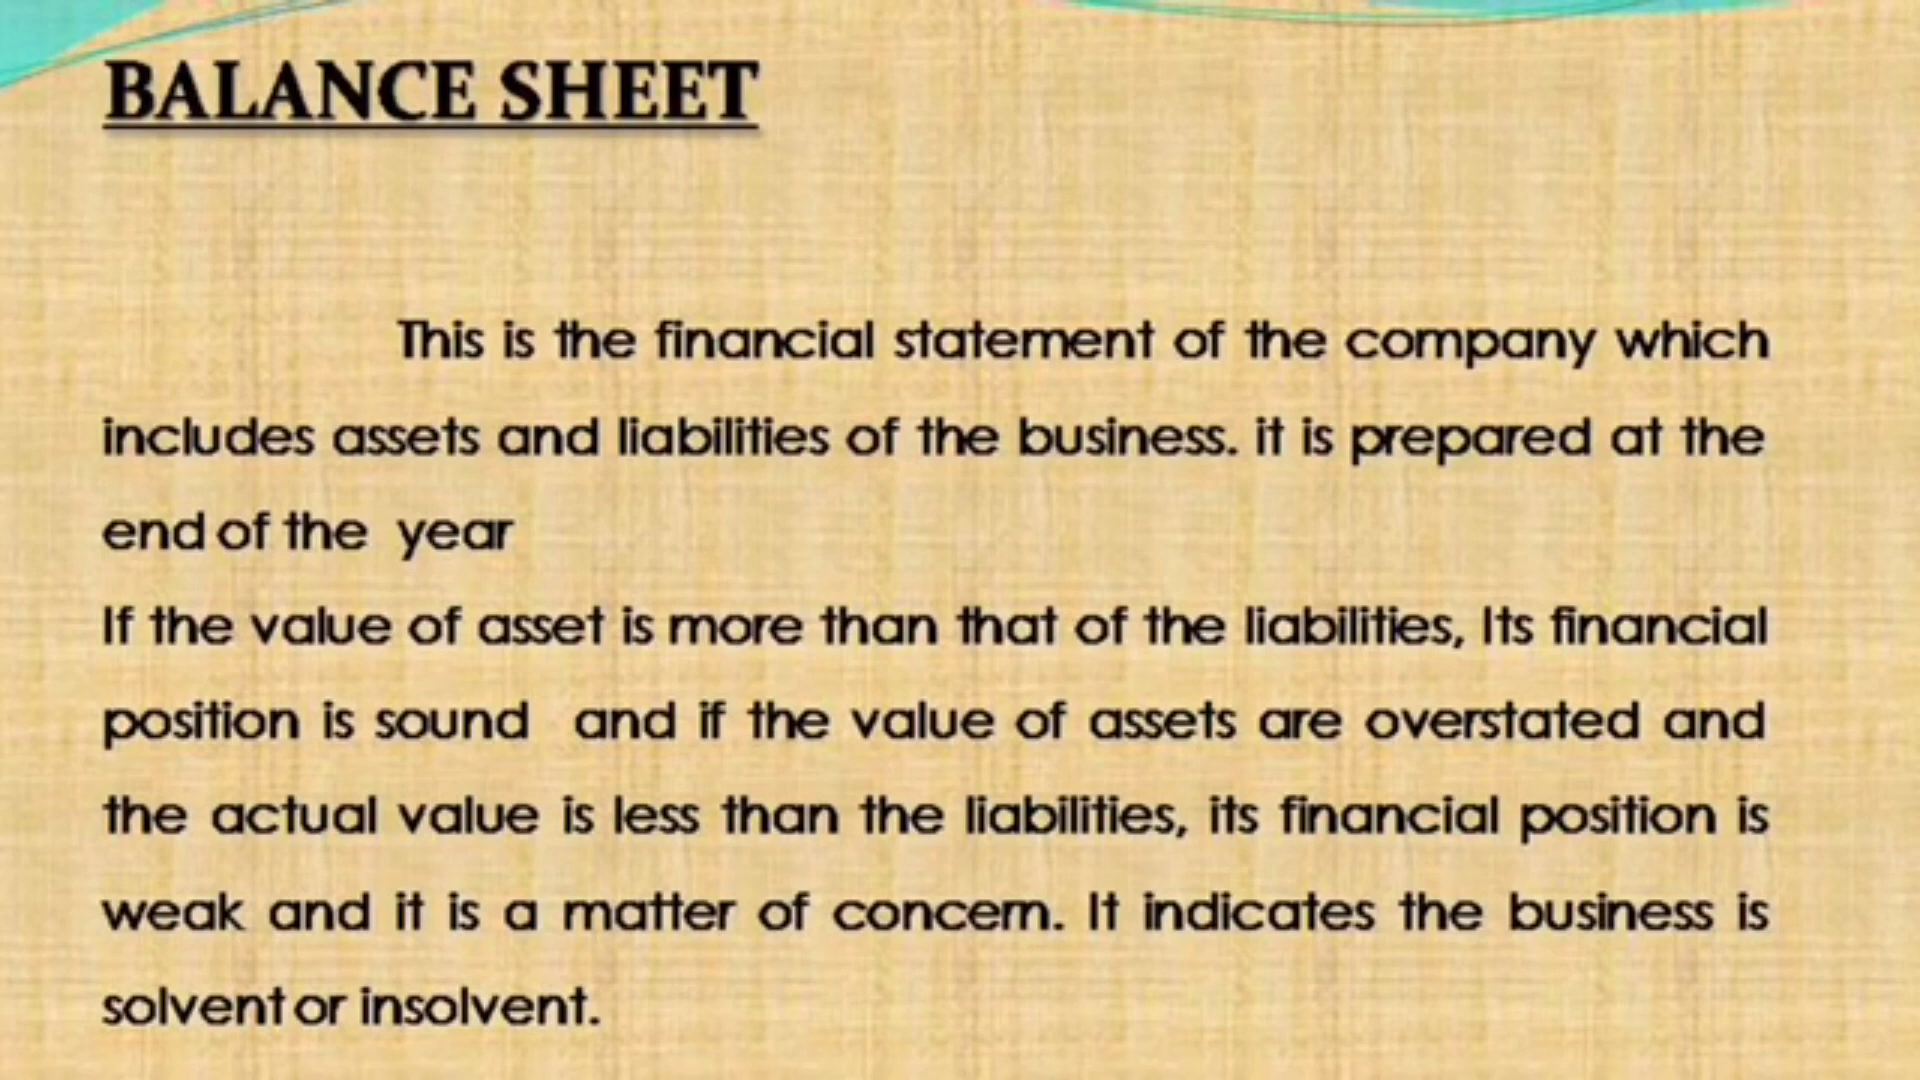 BALANCE SHEET
This is the financial statement of the company which
includes assets and liabilities of the business. it is prepared at the
end of the year
If the value of asset is more than that of the liabilities, Its financial
position is sound and if the value of assets are overstated and
the actual value is less than the liabilities, its financial position is
weak and it is a matter of concern. It indicates the business is
solvent or insolvent.